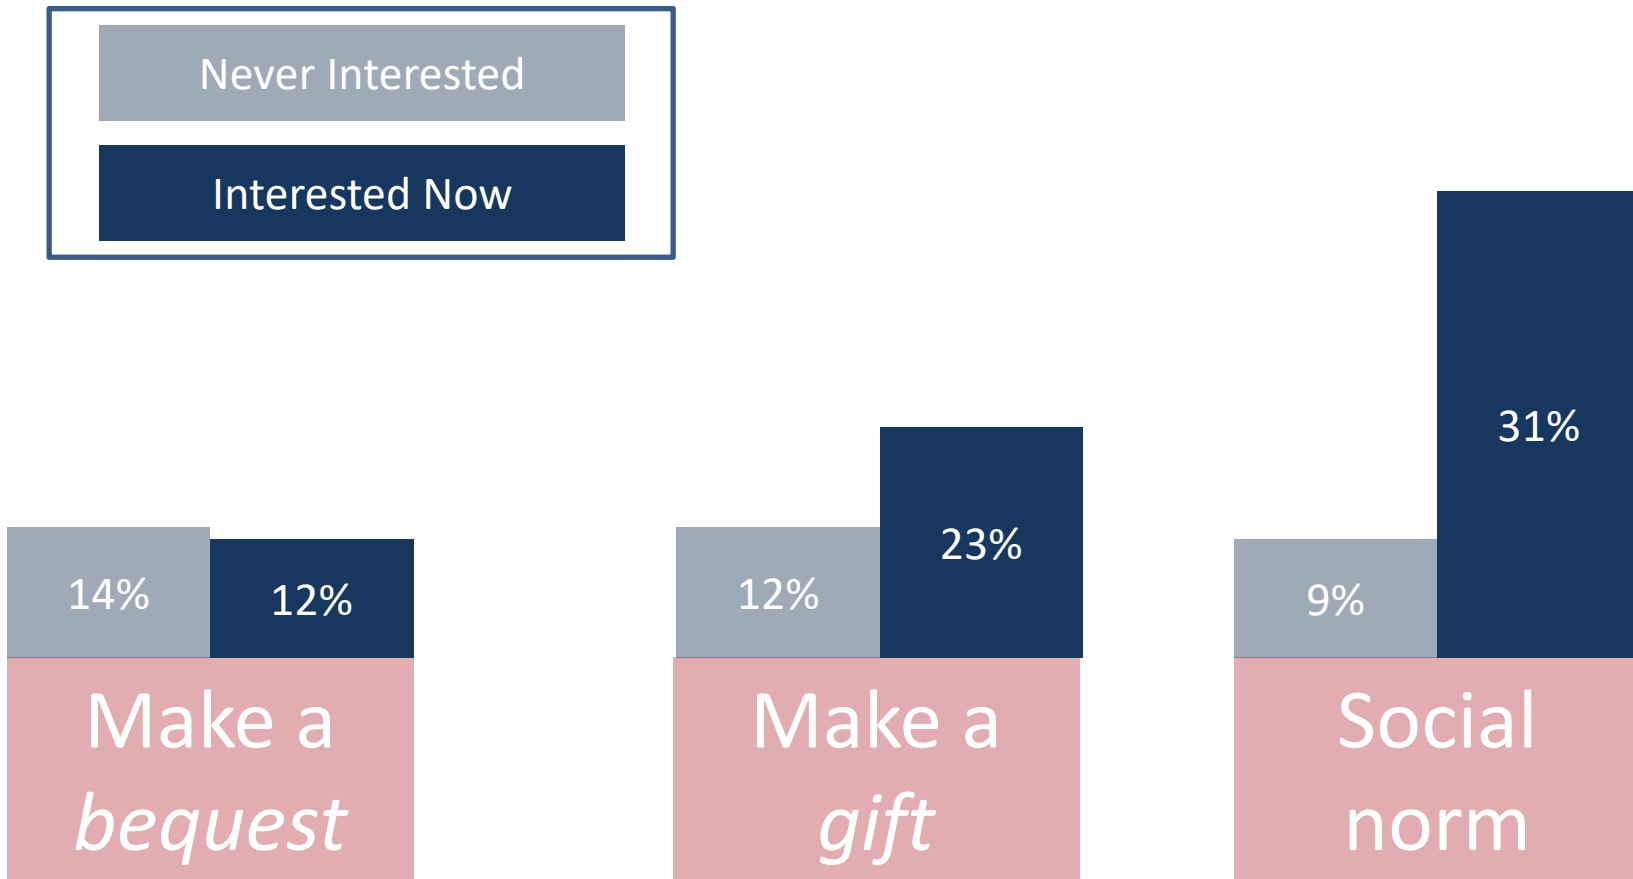 Never Interested
Interested Now
14%
12%
12%
23%
9%
31%
Make a
bequest
Make a
gift
Social
norm